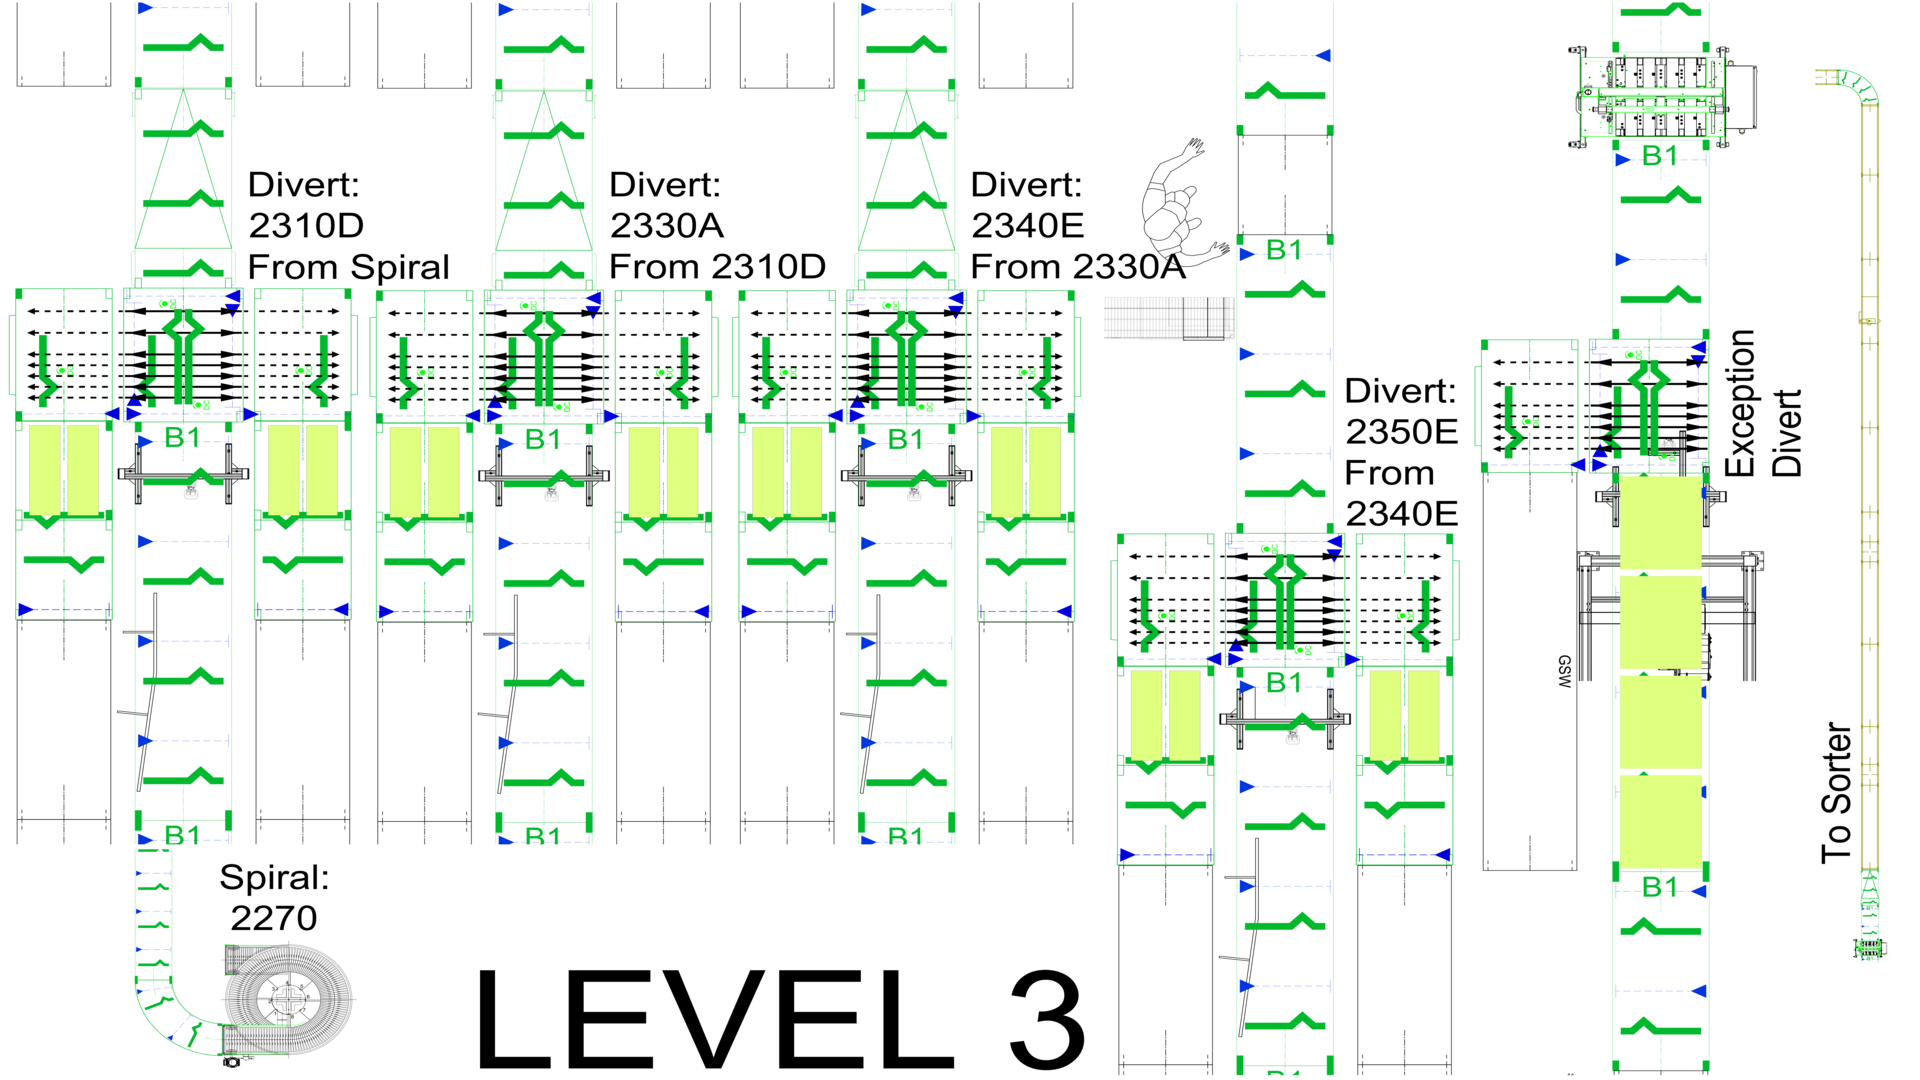 B1
Divert:
2310D
From Spiral
Divert:
2330A
From 2310D
Divert:
2340E
From 2330A
B1
Divert:
2350E
From
2340E
Exception
Divert
B1
B1
B1
B1
GSW
To Sorter
B1
B1
B1
B1
Spiral:
2270
LEVEL 3
B1